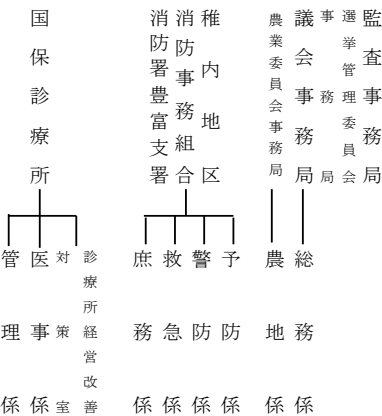 監査事務局
選挙管理委員会
事務局
議会事務局
農業委員会事務局
稚内地区
消防事務組合
消防署豊富支署
国保診療所
総務係
農地係
予防係
警防係
救急係
庶務係
診療所経営改善
対策室
医事係
管理係